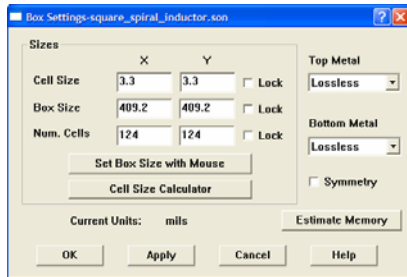 Box Settings-square_spiral_inductor.son
Sizes
X Y
Cell Size 3.3 3.3 Lock
Box Size 409.2 409.2 Lock
Num. Cells 124 124 Lock
Set Box Size with Mouse
Cell Size Calculator
Top Metal
Lossless
Bottom Metal
Lossless
Symmetry
Current Units: mils
Estimate Memory
OK Apply Cancel Help